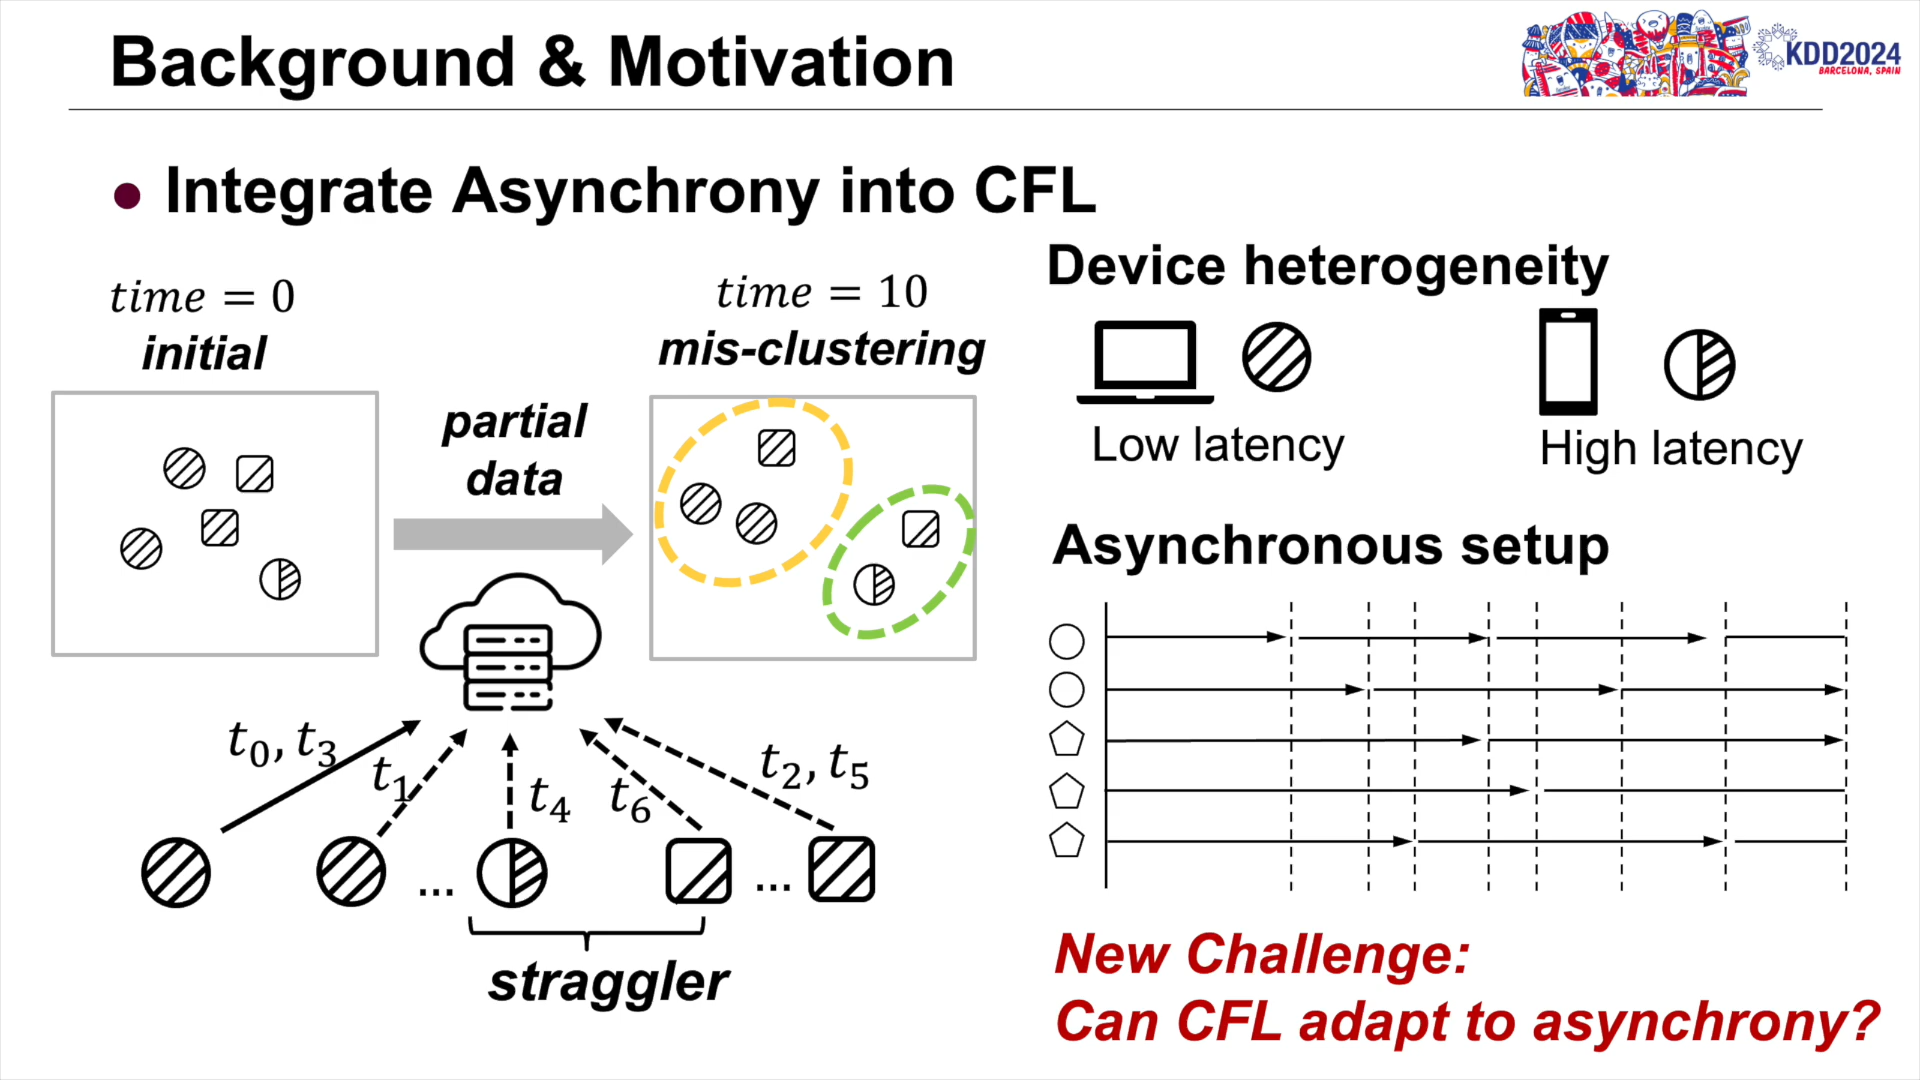 Background & Motivation
KDD2024
BARCELONA, SPAIN
● Integrate Asynchrony into CFL
time = 0
initial
time = 10
mis-clustering
partial
data
t₀, t₃
t₁
t₄
t₆
t₂, t₅
...
...
straggler
Device heterogeneity
Low latency
High latency
Asynchronous setup
New Challenge:
Can CFL adapt to asynchrony?